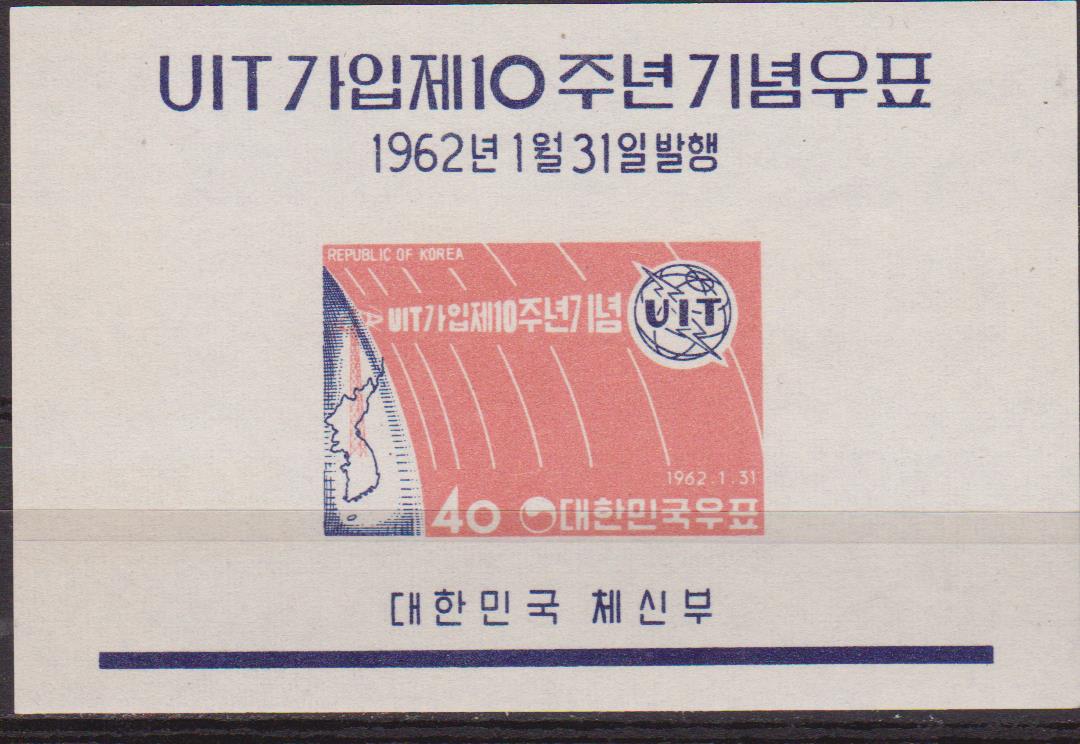 UIT 가입제10주년 기념우표
1962년 1월 31일발행
REPUBLIC OF KOREA
UIT가입제10주년기념
UIT
1962.1.31
40 대한민국우표
대한민국 체신부